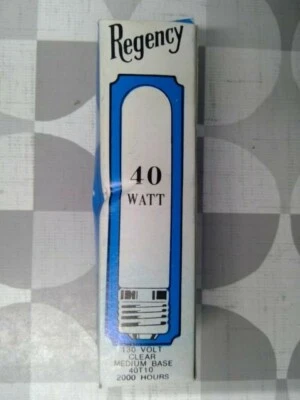 Regency
40
WATT
130 VOLT
CLEAR
MEDIUM BASE
40T10
2000 HOURS